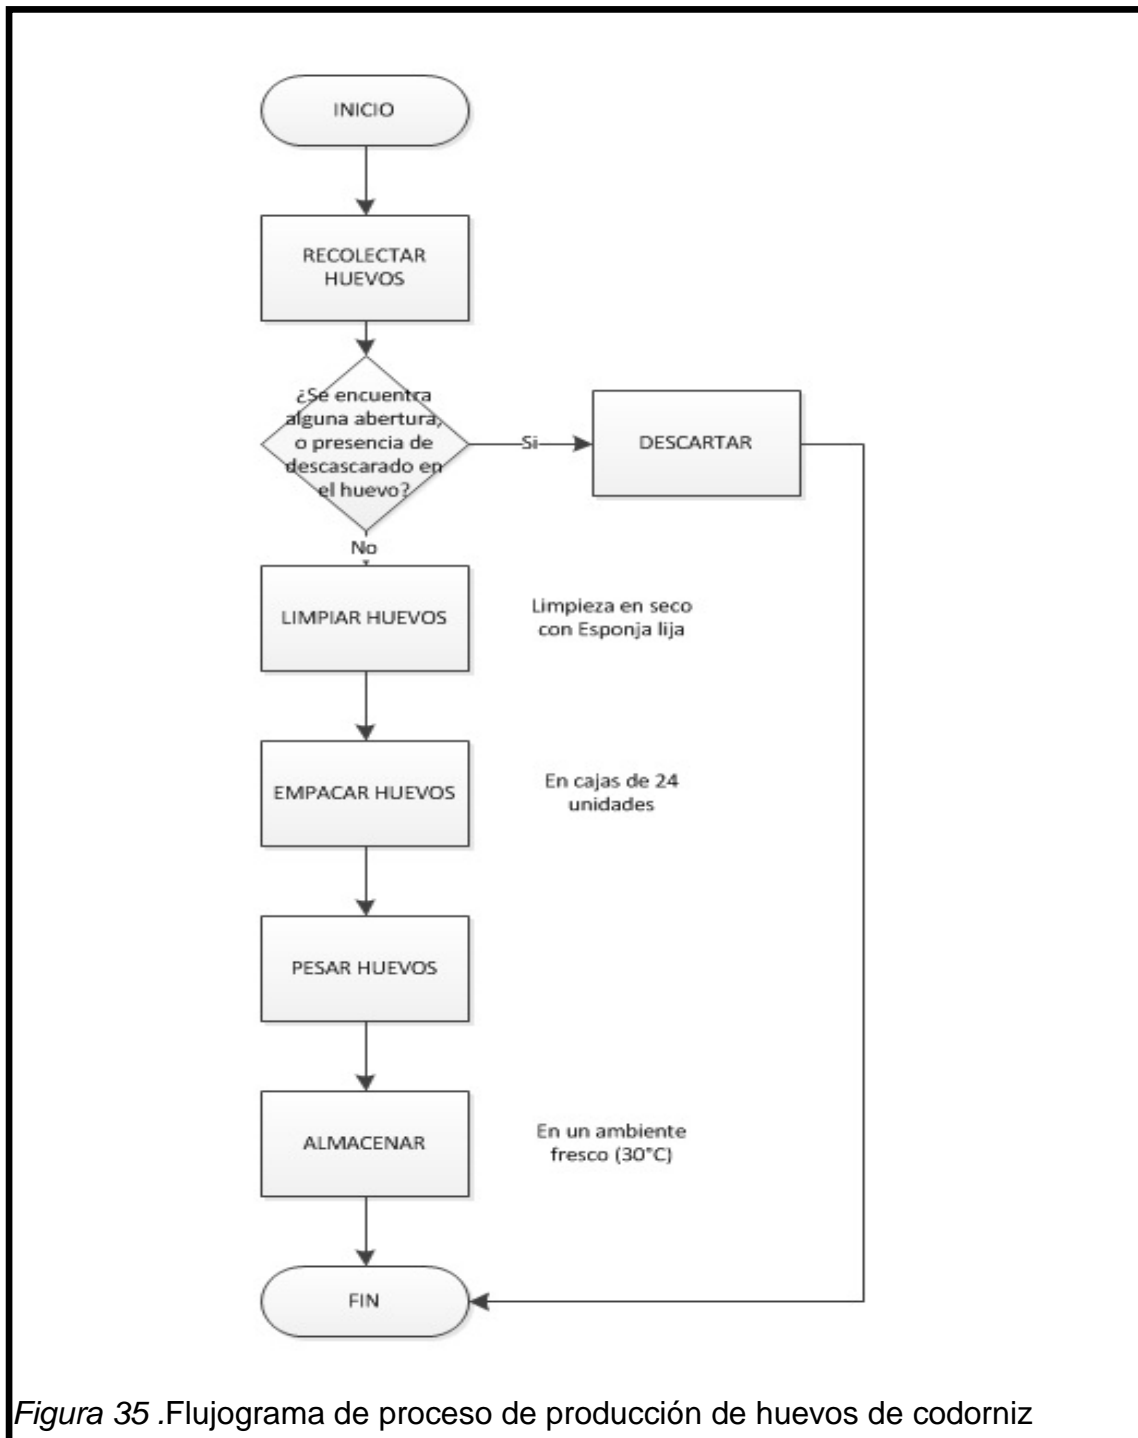 INICIO
RECOLECTAR
HUEVOS
¿Se encuentra
alguna abertura,
o presencia de
descascarado en
el huevo?
Si
DESCARTAR
No
LIMPIAR HUEVOS
Limpieza en seco
con Esponja lija
EMPACAR HUEVOS
En cajas de 24
unidades
PESAR HUEVOS
ALMACENAR
En un ambiente
fresco (30°C)
FIN
Figura 35 .Flujograma de proceso de producción de huevos de codorniz